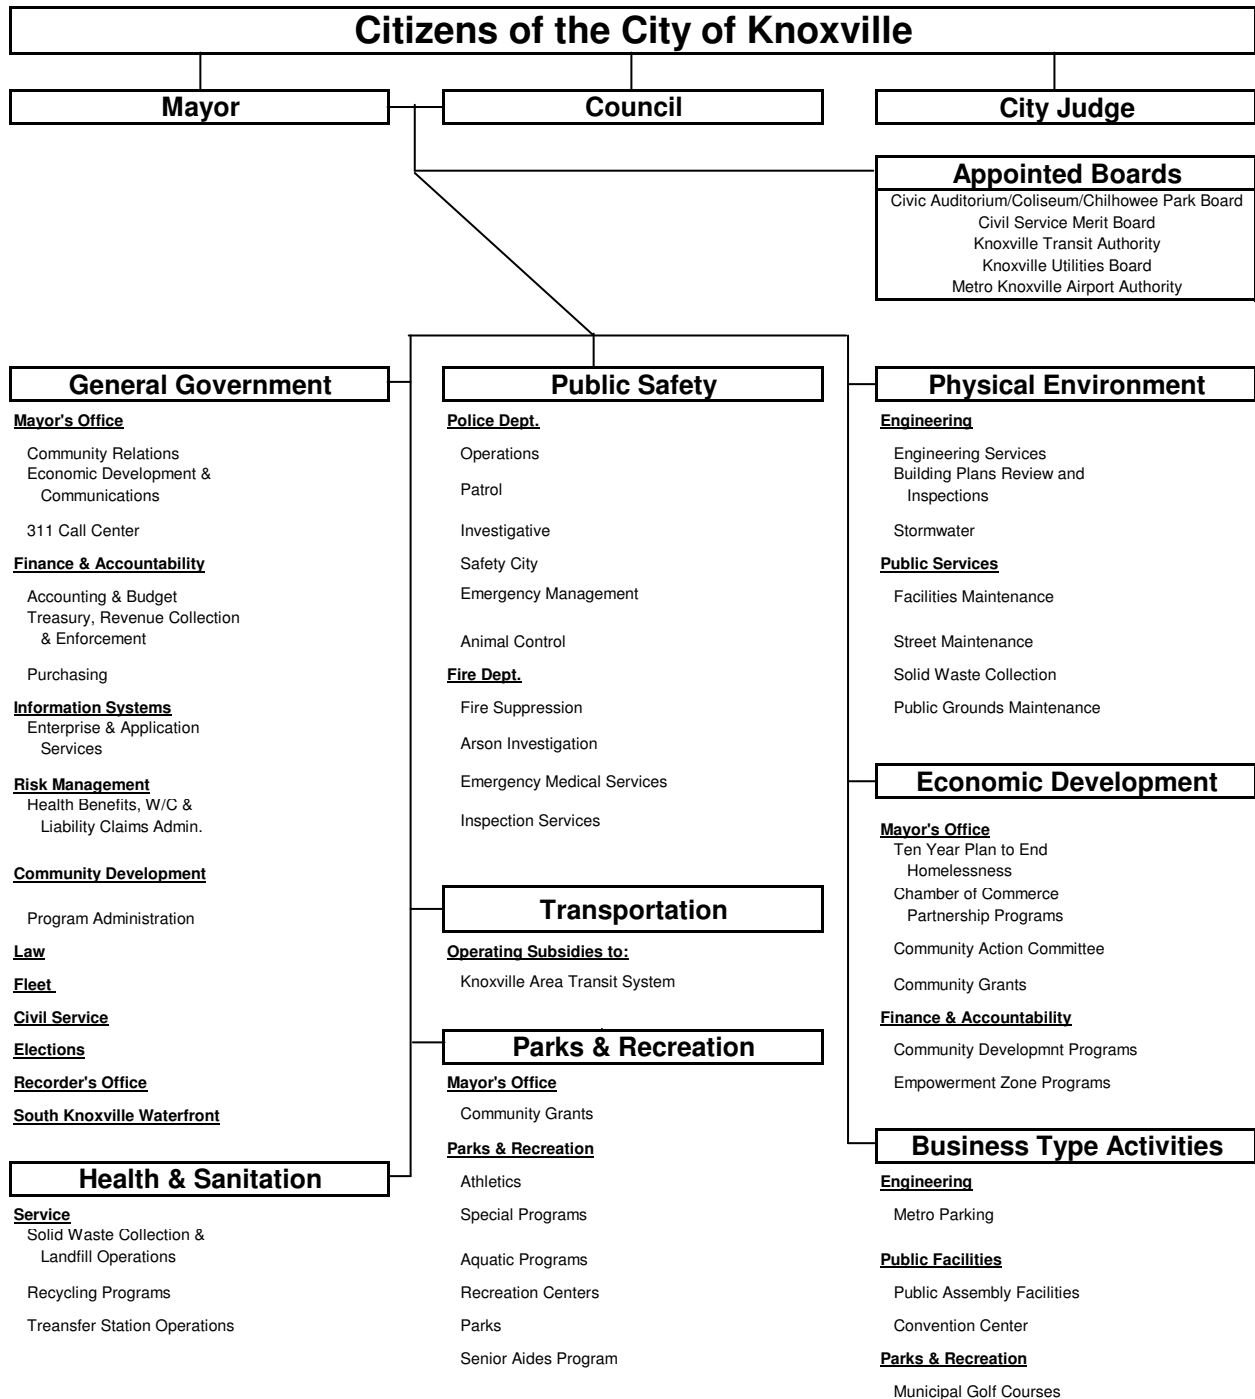 Citizens of the City of Knoxville
Mayor
Council
City Judge
Appointed Boards
Civic Auditorium/Coliseum/Chilhowee Park Board
Civil Service Merit Board
Knoxville Transit Authority
Knoxville Utilities Board
Metro Knoxville Airport Authority
General Government
Mayor's Office
Community Relations
Economic Development &
Communications
311 Call Center
Finance & Accountability
Accounting & Budget
Treasury, Revenue Collection
& Enforcement
Purchasing
Information Systems
Enterprise & Application
Services
Risk Management
Health Benefits, W/C &
Liability Claims Admin.
Community Development
Program Administration
Law
Fleet
Civil Service
Elections
Recorder's Office
South Knoxville Waterfront
Health & Sanitation
Service
Solid Waste Collection &
Landfill Operations
Recycling Programs
Treansfer Station Operations
Public Safety
Police Dept.
Operations
Patrol
Investigative
Safety City
Emergency Management
Animal Control
Fire Dept.
Fire Suppression
Arson Investigation
Emergency Medical Services
Inspection Services
Transportation
Operating Subsidies to:
Knoxville Area Transit System
Parks & Recreation
Mayor's Office
Community Grants
Parks & Recreation
Athletics
Special Programs
Aquatic Programs
Recreation Centers
Parks
Senior Aides Program
Physical Environment
Engineering
Engineering Services
Building Plans Review and
Inspections
Stormwater
Public Services
Facilities Maintenance
Street Maintenance
Solid Waste Collection
Public Grounds Maintenance
Economic Development
Mayor's Office
Ten Year Plan to End
Homelessness
Chamber of Commerce
Partnership Programs
Community Action Committee
Community Grants
Finance & Accountability
Community Developmnt Programs
Empowerment Zone Programs
Business Type Activities
Engineering
Metro Parking
Public Facilities
Public Assembly Facilities
Convention Center
Parks & Recreation
Municipal Golf Courses